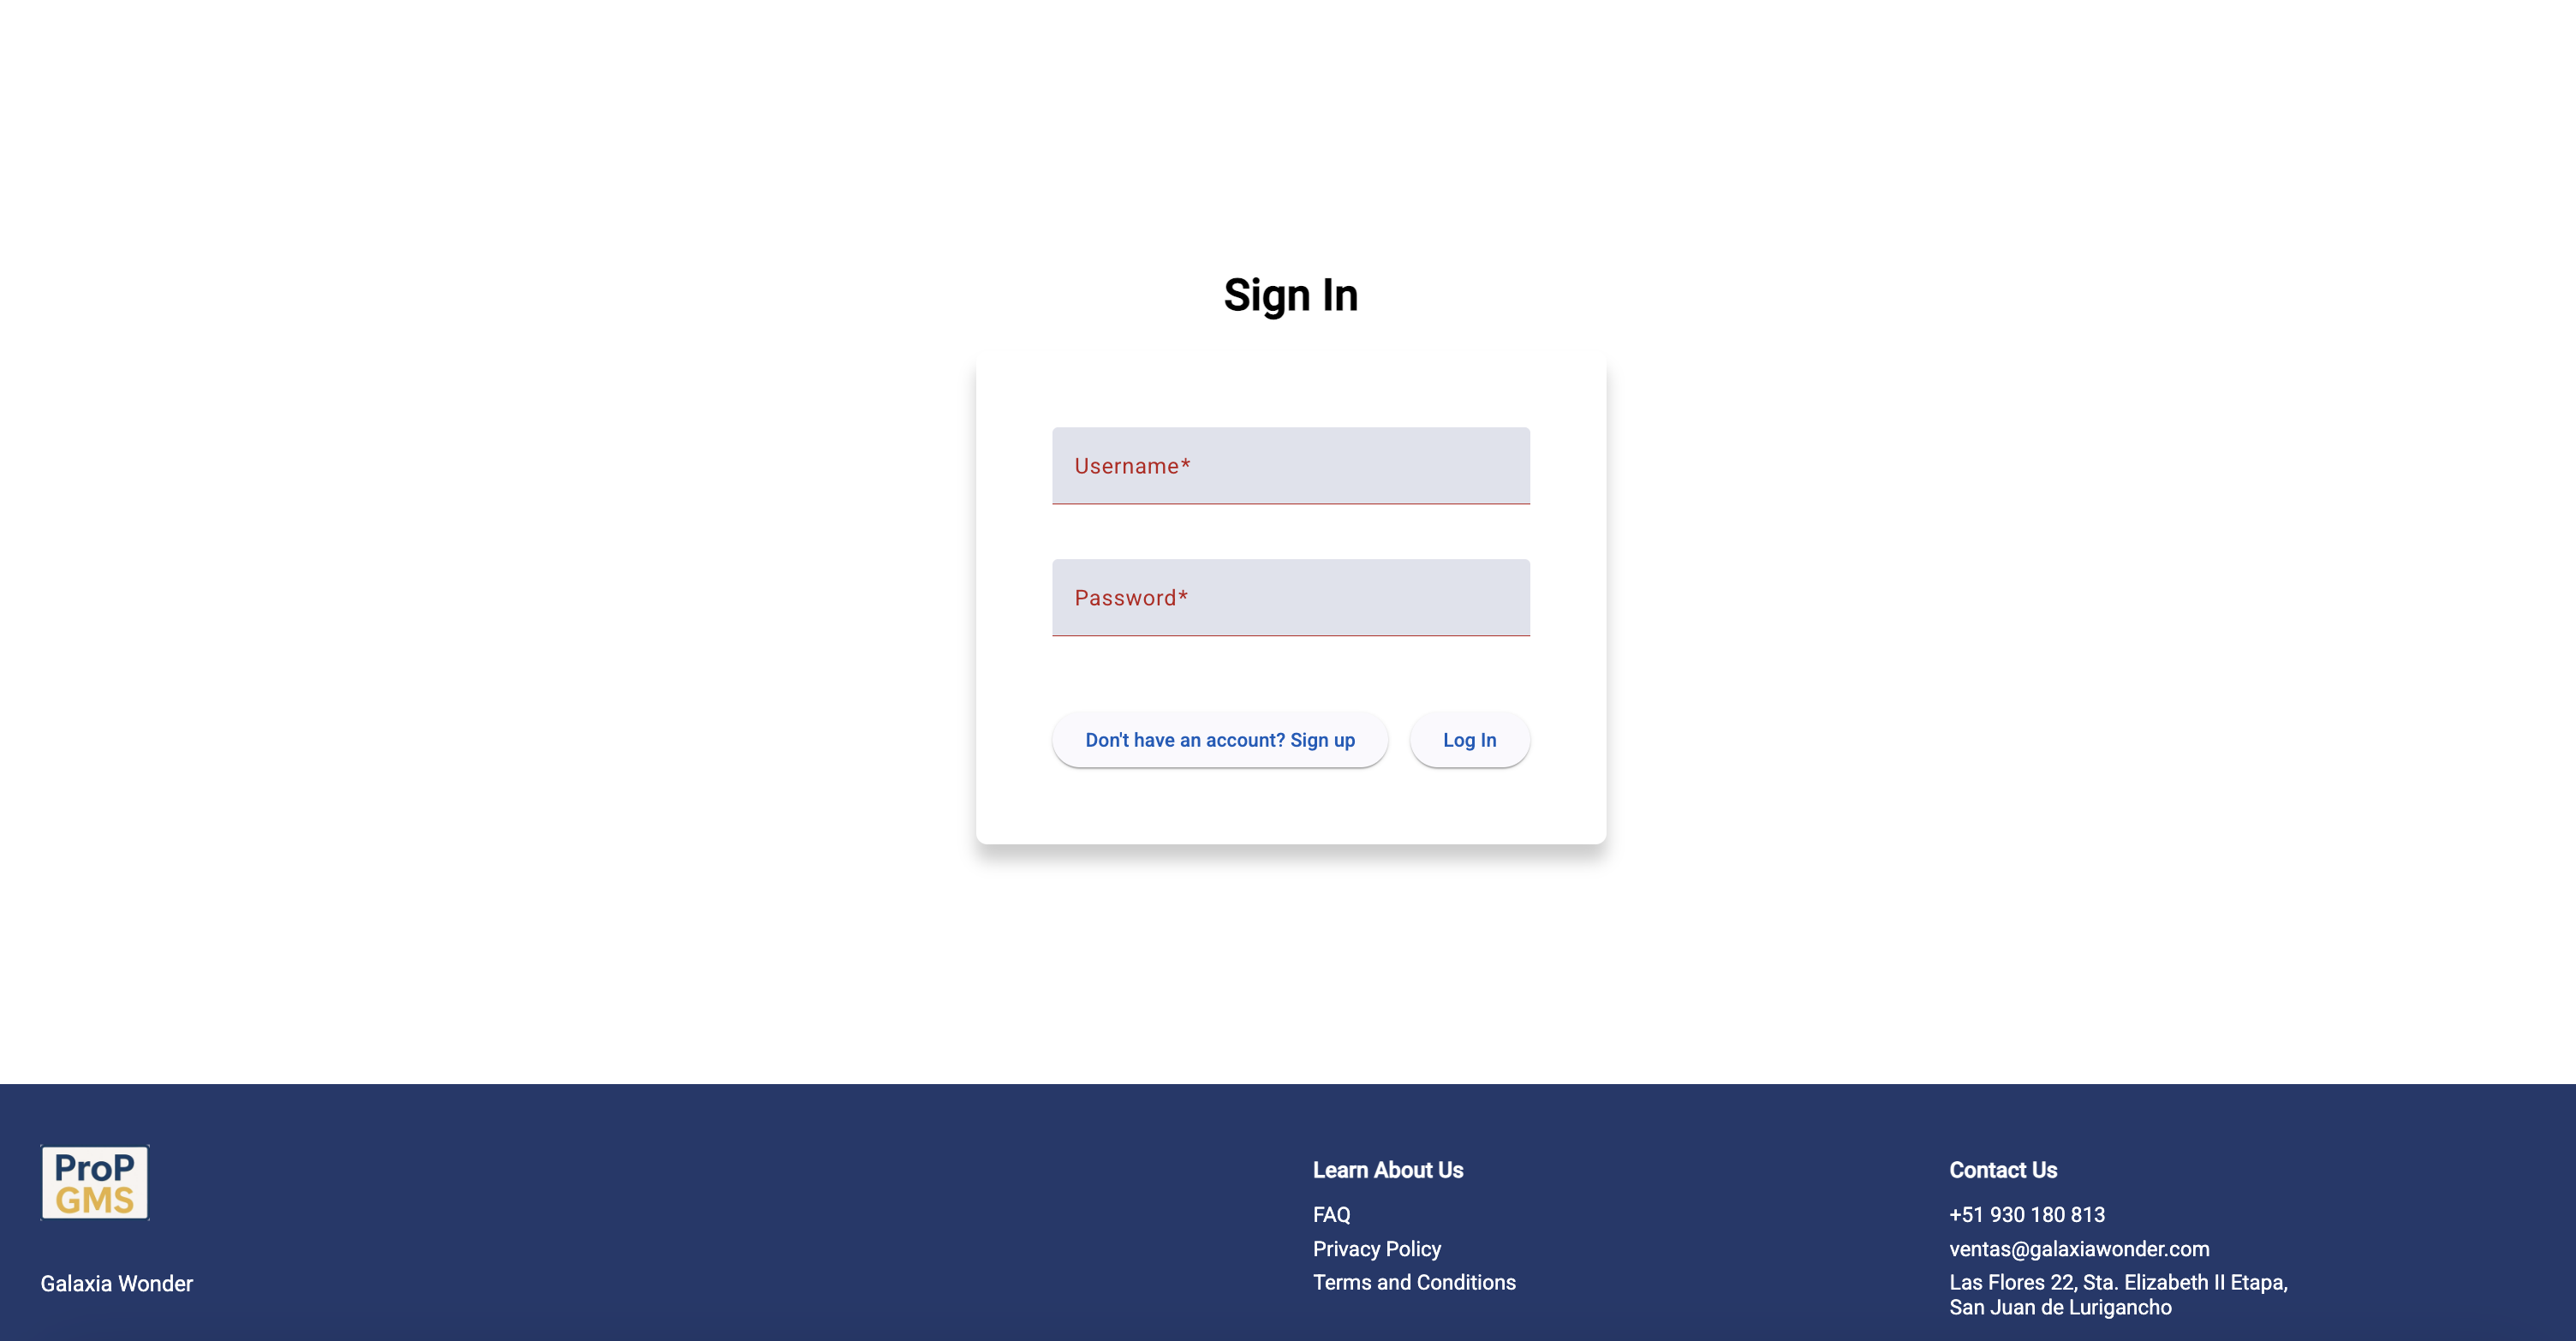 Sign In
Username*
Password*
Don't have an account? Sign up
Log In
ProP
GMS
Galaxia Wonder
Learn About Us
FAQ
Privacy Policy
Terms and Conditions
Contact Us
+51 930 180 813
ventas@galaxiawonder.com
Las Flores 22, Sta. Elizabeth II Etapa,
San Juan de Lurigancho